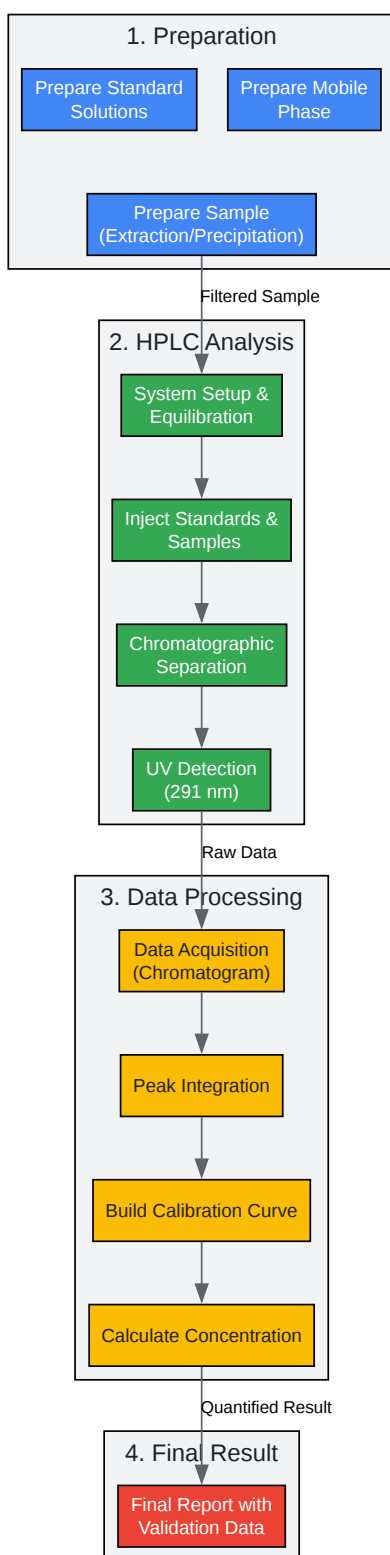 1. Preparation
Prepare Standard
Solutions
Prepare Mobile
Phase
Prepare Sample
(Extraction/Precipitation)
Filtered Sample
2. HPLC Analysis
System Setup &
Equilibration
Inject Standards &
Samples
Chromatographic
Separation
UV Detection
(291 nm)
Raw Data
3. Data Processing
Data Acquisition
(Chromatogram)
Peak Integration
Build Calibration Curve
Calculate Concentration
Quantified Result
4. Final Result
Final Report with
Validation Data